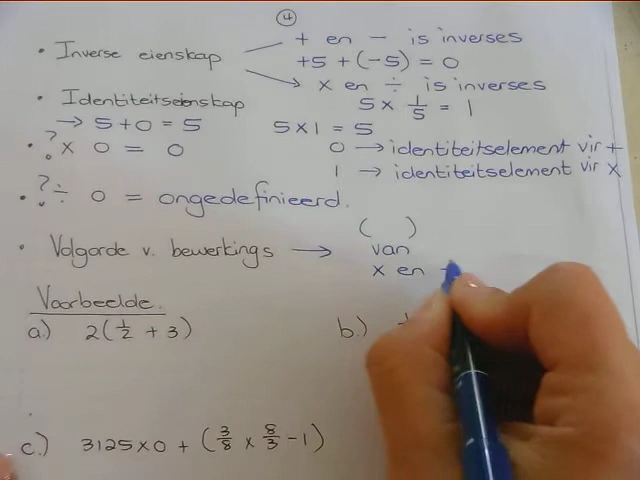 4
• Inverse eienskap
+ en - is inverses
+5 + (-5) = 0
x en ÷ is inverses
5 x 1/5 = 1
• Identiteitseienskap
→ 5+0 = 5
5 x 1 = 5
0 → identiteitselement vir +
1 → identiteitselement vir x
• ? x 0 = 0
• ? ÷ 0 = ongedefinieerd.
• Volgorde v. bewerkings → ( )
van
x en
Voorbeelde.
a.) 2(1/2 + 3)
b.)
c.) 3125 x 0 + (3/8 x 8/3 - 1)